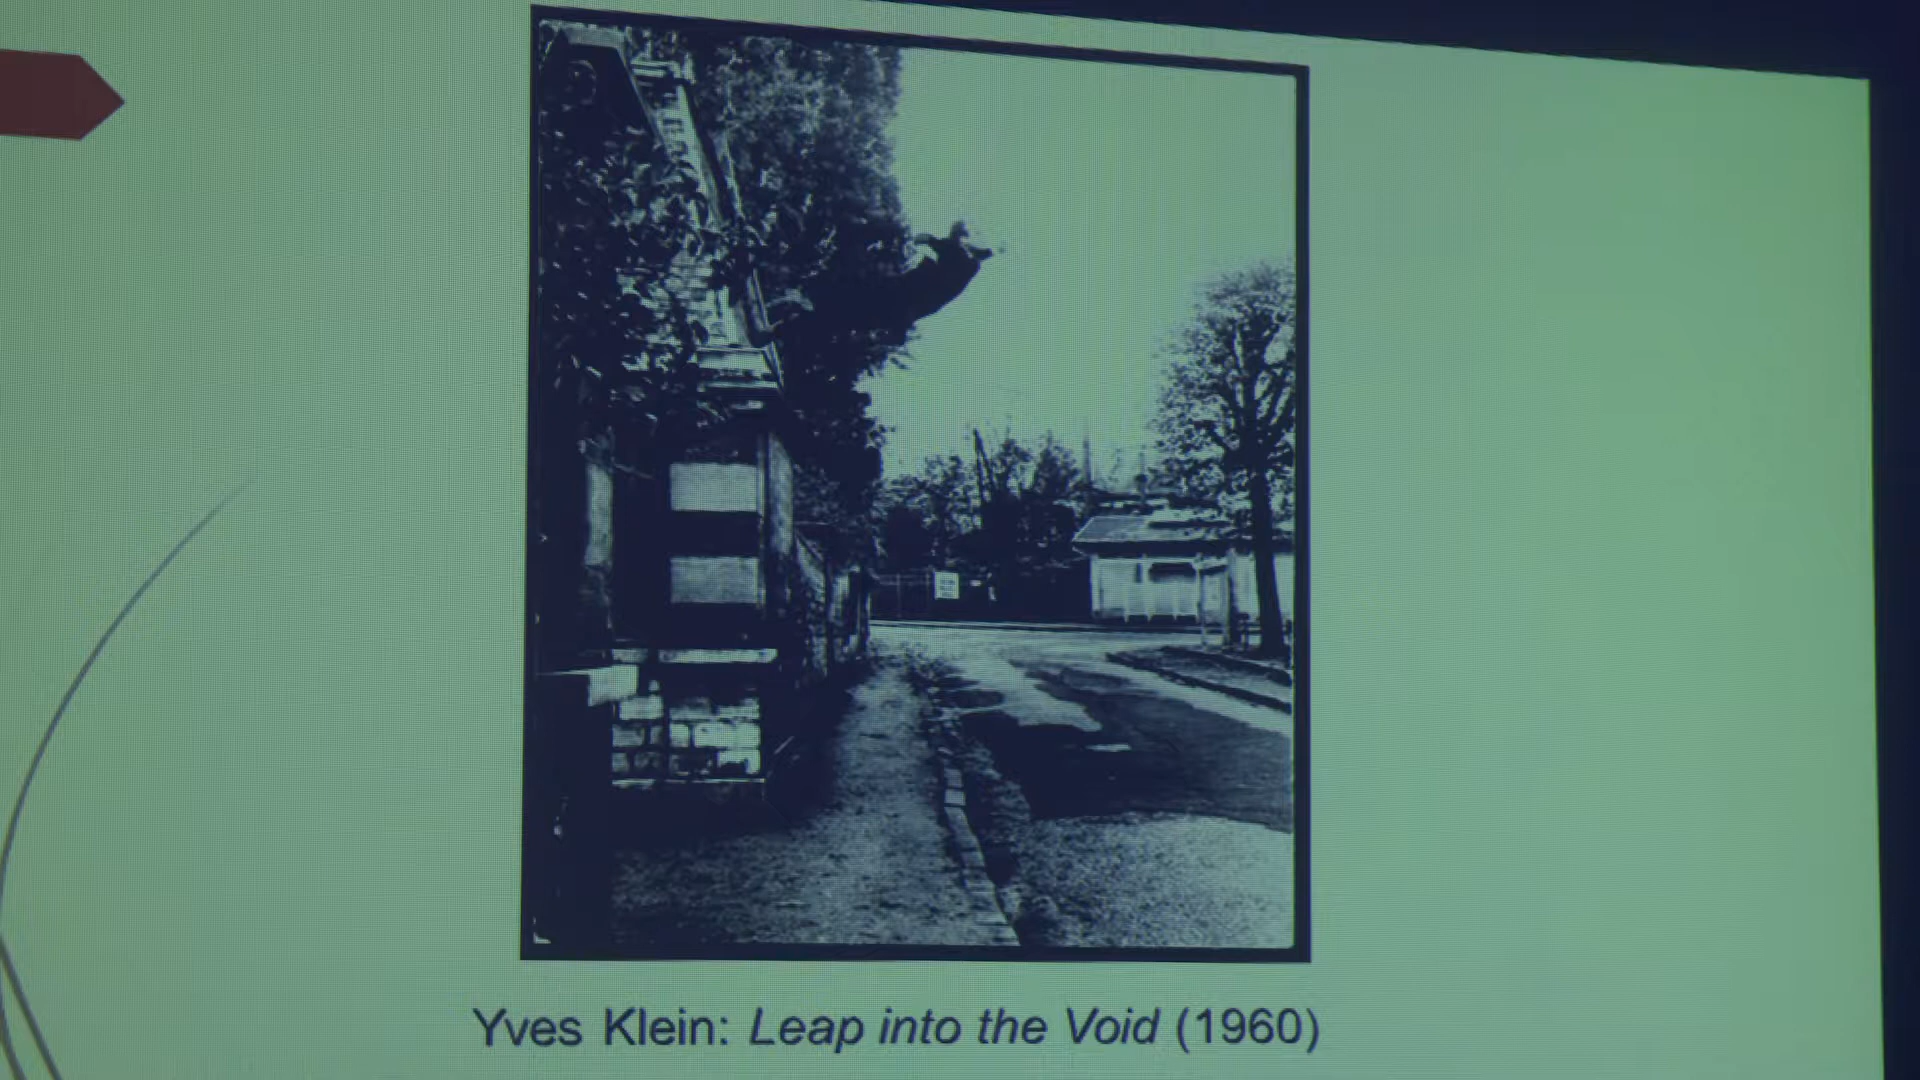 Yves Klein: Leap into the Void (1960)